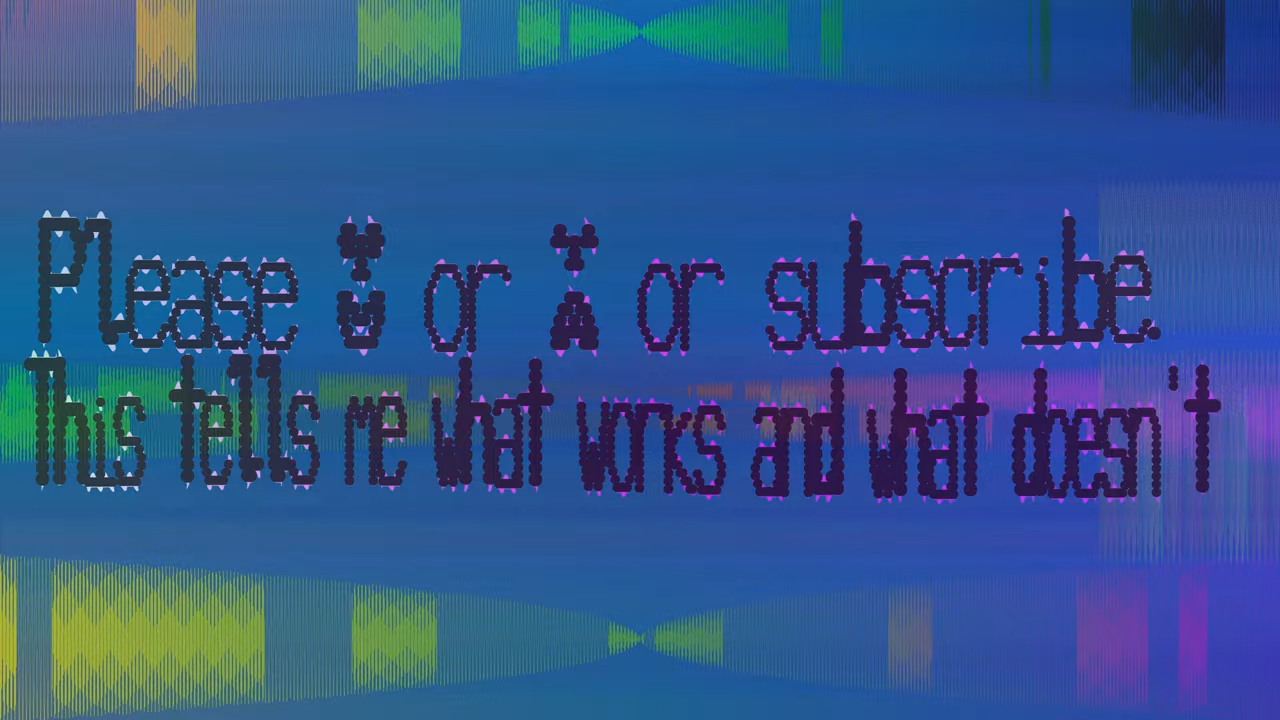 Please or or subscribe.
This tells me what works and what doesn't